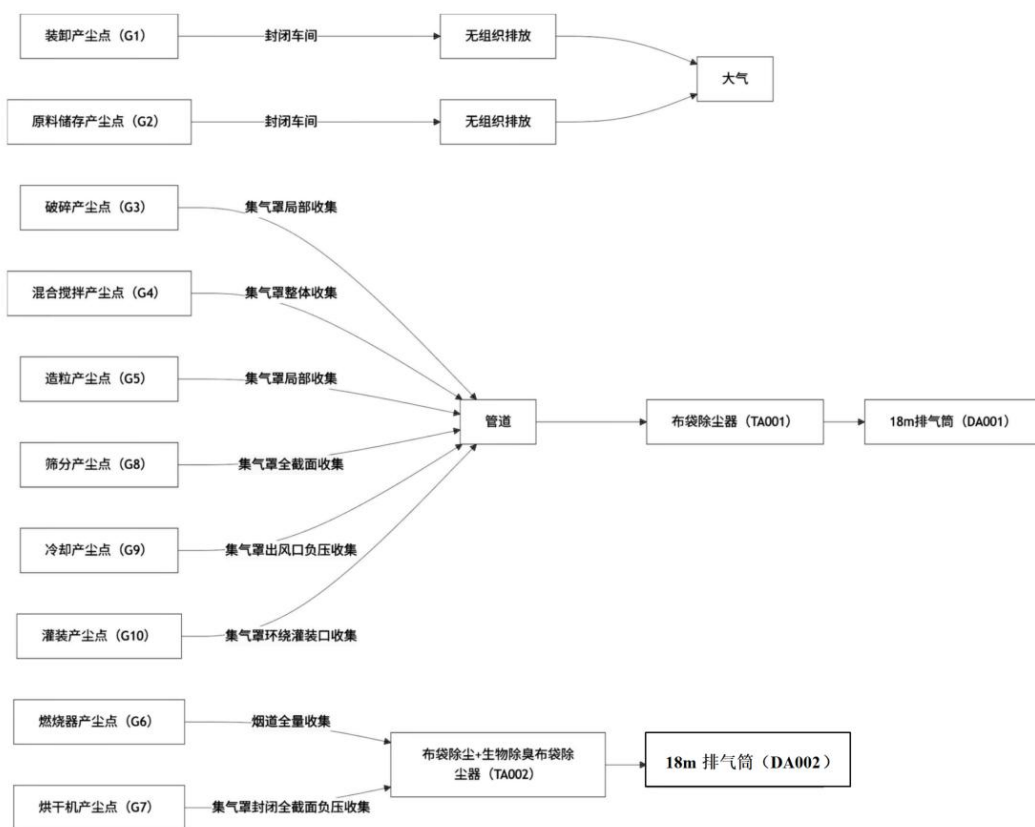 装卸产尘点（G1）
封闭车间
无组织排放
大气
原料储存产尘点（G2）
封闭车间
无组织排放
破碎产尘点（G3）
集气罩局部收集
混合搅拌产尘点（G4）
集气罩整体收集
造粒产尘点（G5）
集气罩局部收集
管道
布袋除尘器（TA001）
18m排气筒（DA001）
筛分产尘点（G8）
集气罩全截面收集
冷却产尘点（G9）
集气罩出风口负压收集
灌装产尘点（G10）
集气罩环绕灌装口收集
燃烧器产尘点（G6）
烟道全量收集
布袋除尘+生物除臭布袋除
尘器（TA002）
18m 排气筒（DA002）
烘干机产尘点（G7）
集气罩封闭全截面负压收集